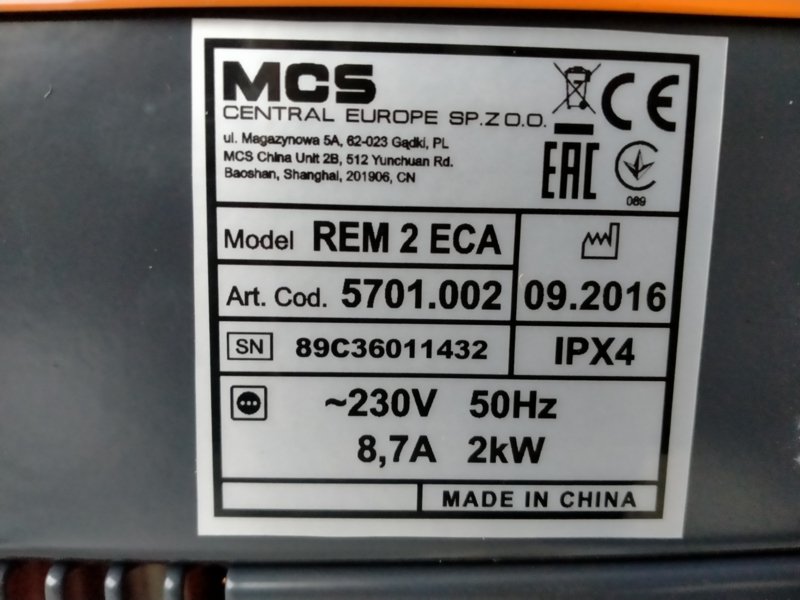 MCS
CENTRAL EUROPE SP.Z O.O.
ul. Magazynowa 5A, 62-023 Gądki, PL
MCS China Unit 2B, 512 Yunchuan Rd.
Baoshan, Shanghai, 201906, CN
CE
EAC
089
Model REM 2 ECA
Art. Cod. 5701.002
09.2016
SN 89C36011432
IPX4
~230V 50Hz
8,7A 2kW
MADE IN CHINA